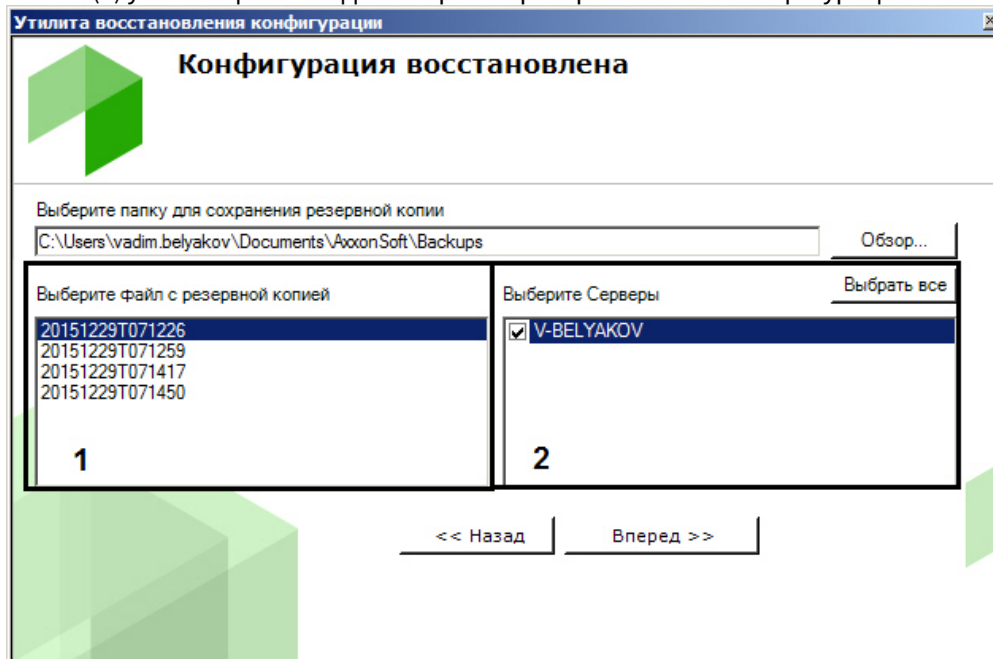 Утилита восстановления конфигурации
Конфигурация восстановлена
Выберите папку для сохранения резервной копии
C:\Users\vadim.belyakov\Documents\AxxonSoft\Backups
Обзор...
Выберите файл с резервной копией
Выберите Серверы
Выбрать все
20151229T071226
20151229T071259
20151229T071417
20151229T071450
V-BELYAKOV
1
2
<< Назад
Вперед >>